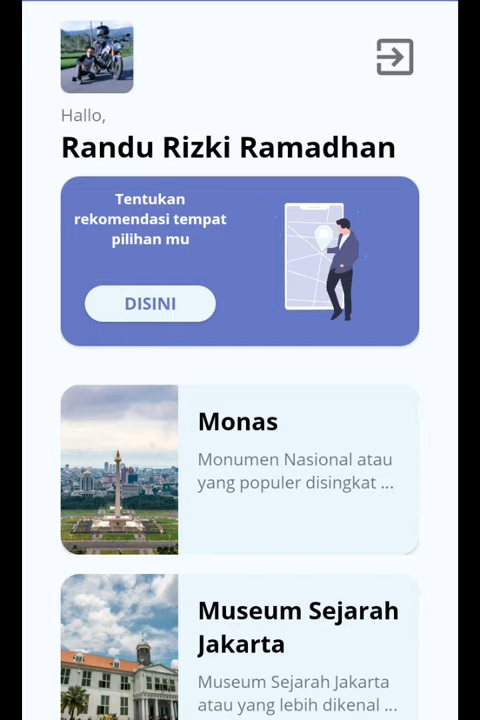 Hallo,
Randu Rizki Ramadhan
Tentukan
rekomendasi tempat
pilihan mu
DISINI
Monas
Monumen Nasional atau
yang populer disingkat ...
Museum Sejarah
Jakarta
Museum Sejarah Jakarta
atau yang lebih dikenal ...